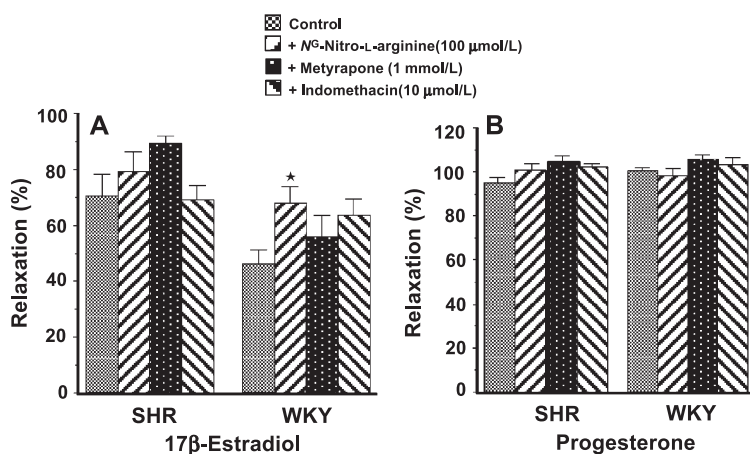 Control
+ Nᴳ-Nitro-L-arginine(100 µmol/L)
+ Metyrapone (1 mmol/L)
+ Indomethacin(10 µmol/L)
A
Relaxation (%)
100
80
60
40
20
0
★
SHR WKY
17β-Estradiol
B
Relaxation (%)
120
100
80
60
40
20
0
SHR WKY
Progesterone